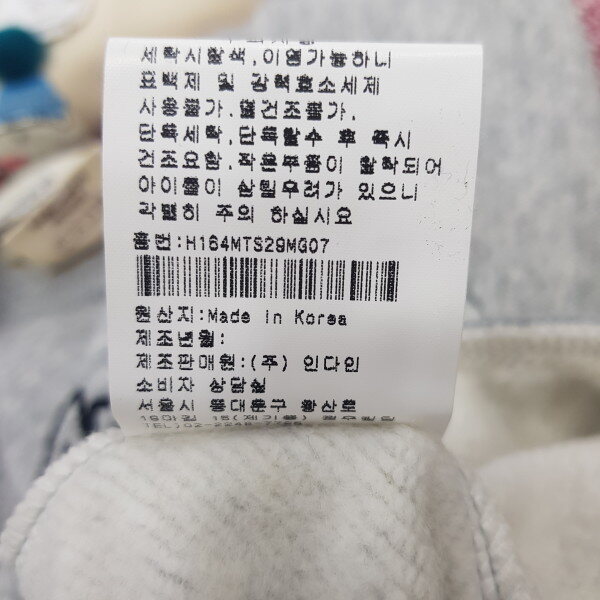 세탁시탈색,이염가능하니
표백제 및 강력효소세제
사용불가.열건조불가.
단독세탁,단독탈수 후 즉시
건조요함.작은부품이 탈착되어
아이들이 삼킬우려가 있으니
각별히 주의 하십시요
품번:H164MTS29MG07
원산지:Made in Korea
제조년월:
제조판매원:(주) 인다인
소비자 상담실
서울시 동대문구 왕산로